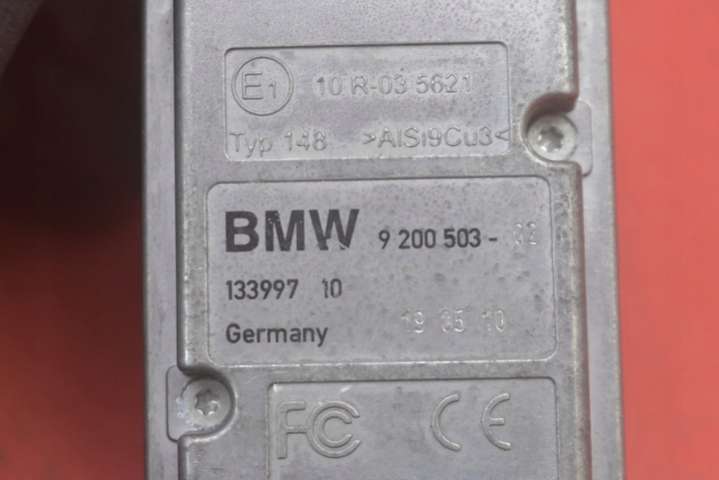 E1 10 R-03 5621
Typ 148 >AlSi9Cu3<
BMW 9 200 503- 02
133997 10
Germany 19 05 10
FC CE